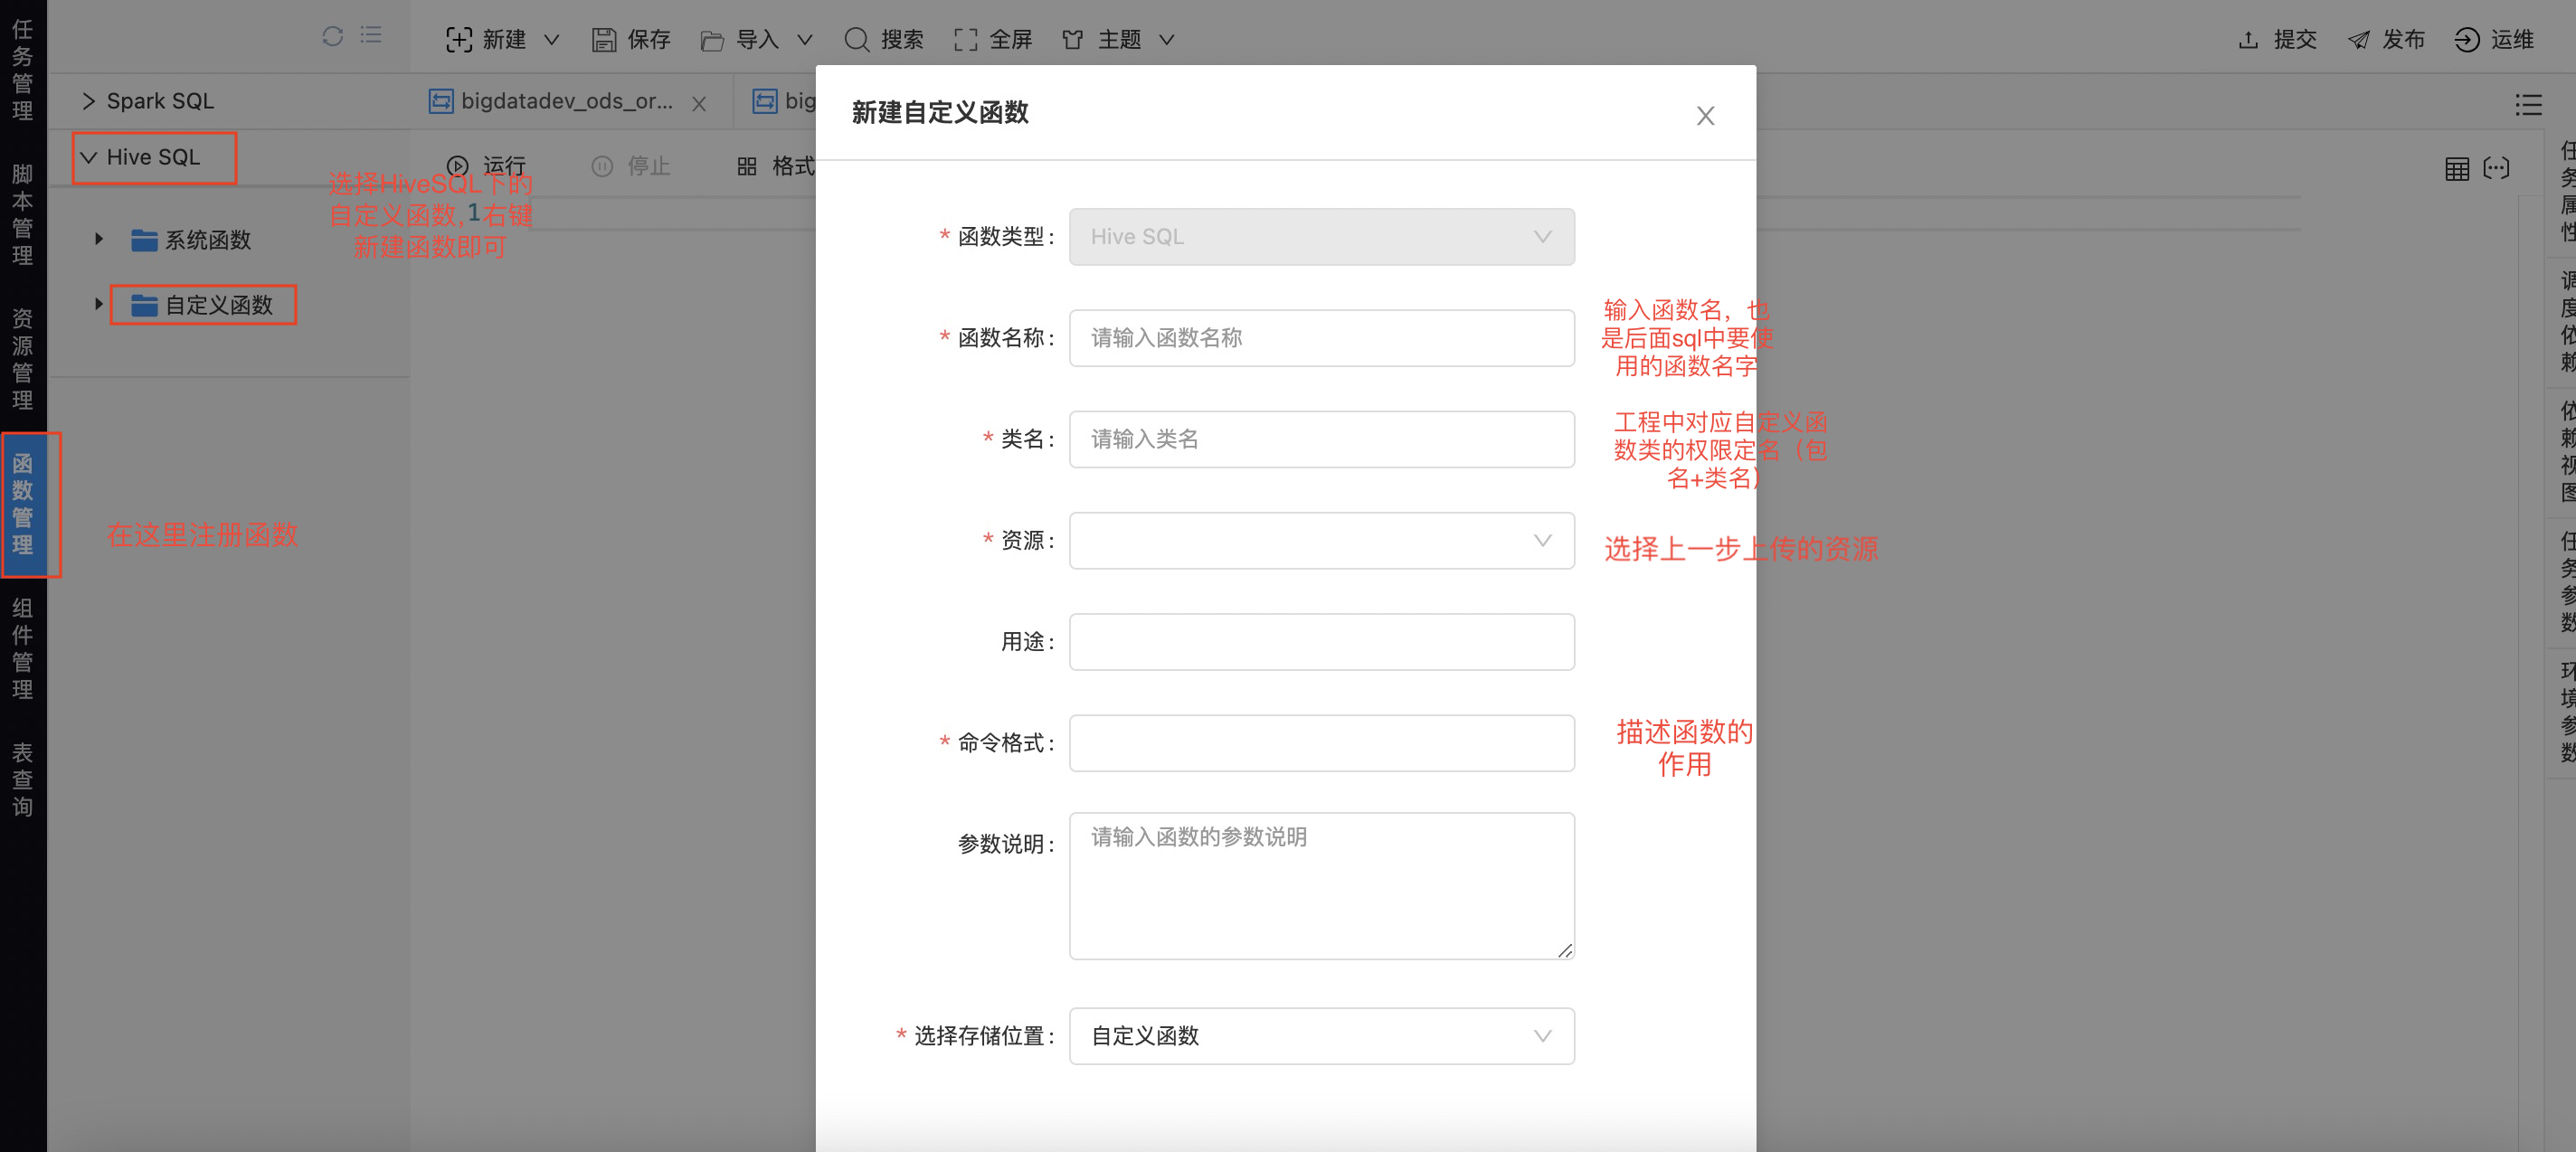 任务管理
脚本管理
资源管理
函数管理
组件管理
表查询
新建
保存
导入
搜索
全屏
主题
提交
发布
运维
Spark SQL
Hive SQL
系统函数
自定义函数
在这里注册函数
bigdatadev_ods_or...
big
运行
停止
格式
1
选择HiveSQL下的
自定义函数,右键
新建函数即可
新建自定义函数
* 函数类型：
Hive SQL
* 函数名称：
请输入函数名称
输入函数名，也
是后面sql中要使
用的函数名字
* 类名：
请输入类名
工程中对应自定义函
数类的权限定名（包
名+类名）
* 资源：
选择上一步上传的资源
用途：
* 命令格式：
描述函数的
作用
参数说明：
请输入函数的参数说明
* 选择存储位置：
自定义函数
任务属性
调度依赖
依赖视图
任务参数
环境参数